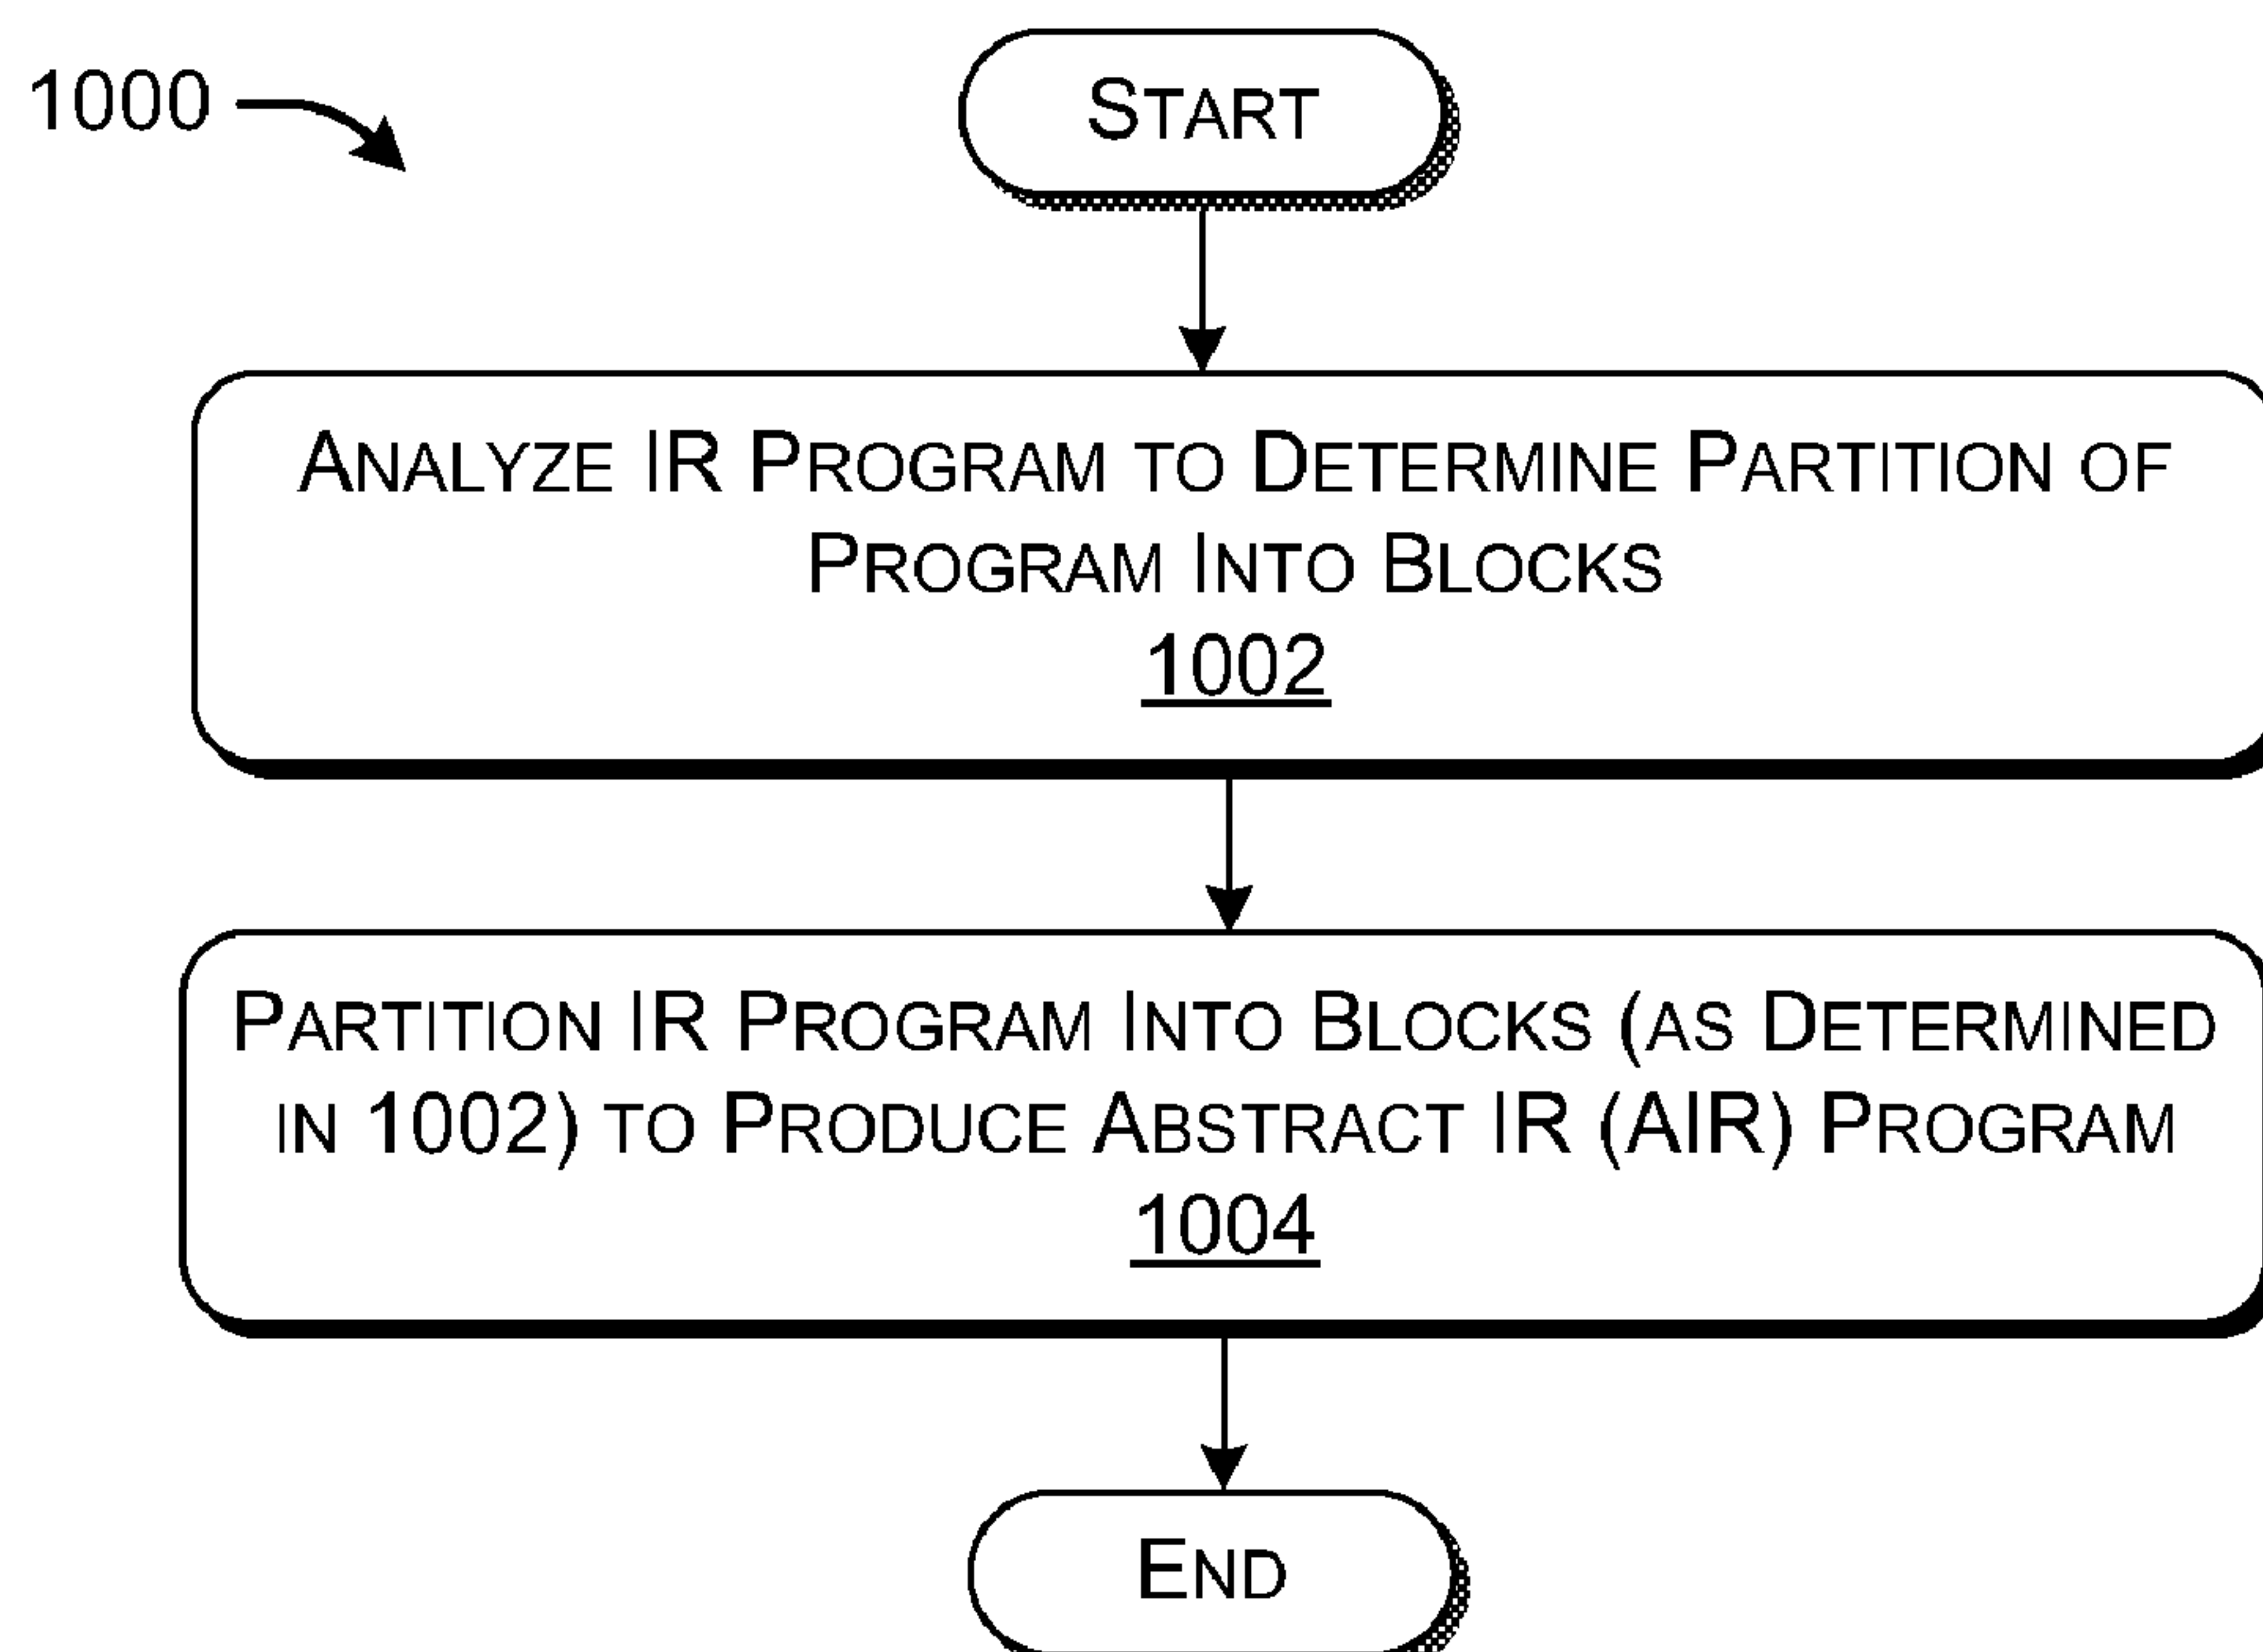 1000
START
ANALYZE IR PROGRAM TO DETERMINE PARTITION OF
PROGRAM INTO BLOCKS
1002
PARTITION IR PROGRAM INTO BLOCKS (AS DETERMINED
IN 1002) TO PRODUCE ABSTRACT IR (AIR) PROGRAM
1004
END